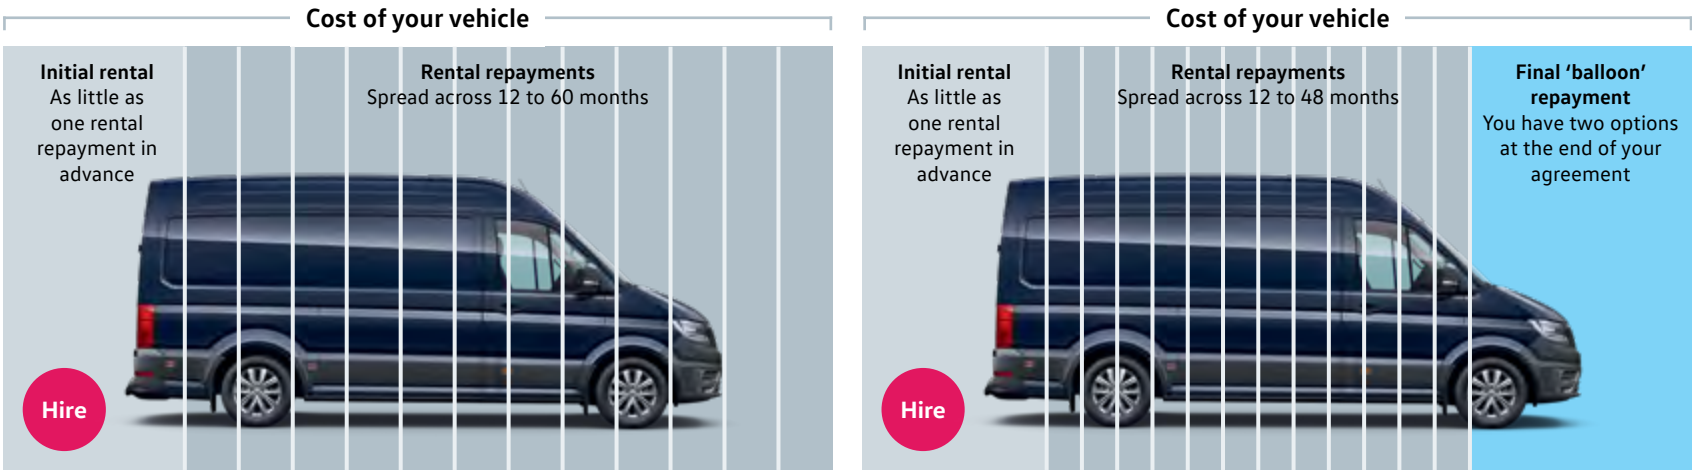 Cost of your vehicle
Initial rental
As little as
one rental
repayment in
advance
Rental repayments
Spread across 12 to 60 months
Hire
Cost of your vehicle
Initial rental
As little as
one rental
repayment in
advance
Rental repayments
Spread across 12 to 48 months
Final ‘balloon’
repayment
You have two options
at the end of your
agreement
Hire